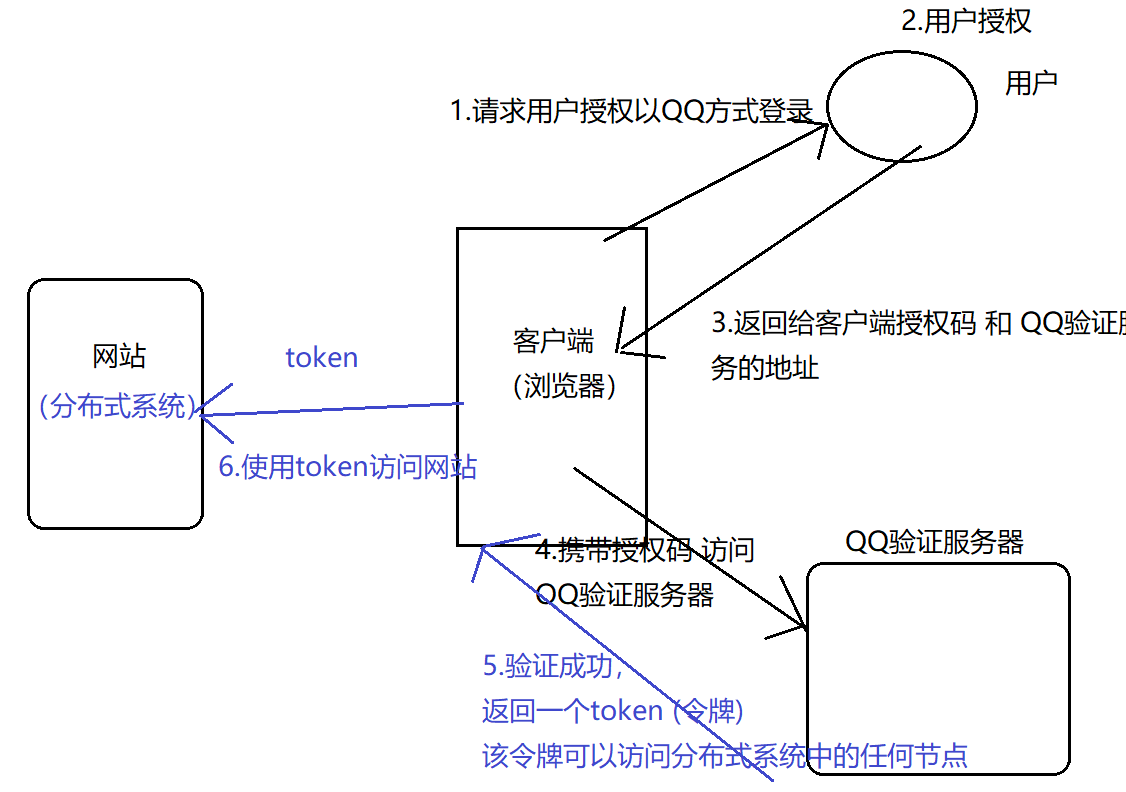 2.用户授权
用户
1.请求用户授权以QQ方式登录
3.返回给客户端授权码 和 QQ验证服
务的地址
客户端
（浏览器）
网站
（分布式系统）
token
6.使用token访问网站
4.携带授权码 访问
QQ验证服务器
QQ验证服务器
5.验证成功，
返回一个token (令牌)
该令牌可以访问分布式系统中的任何节点